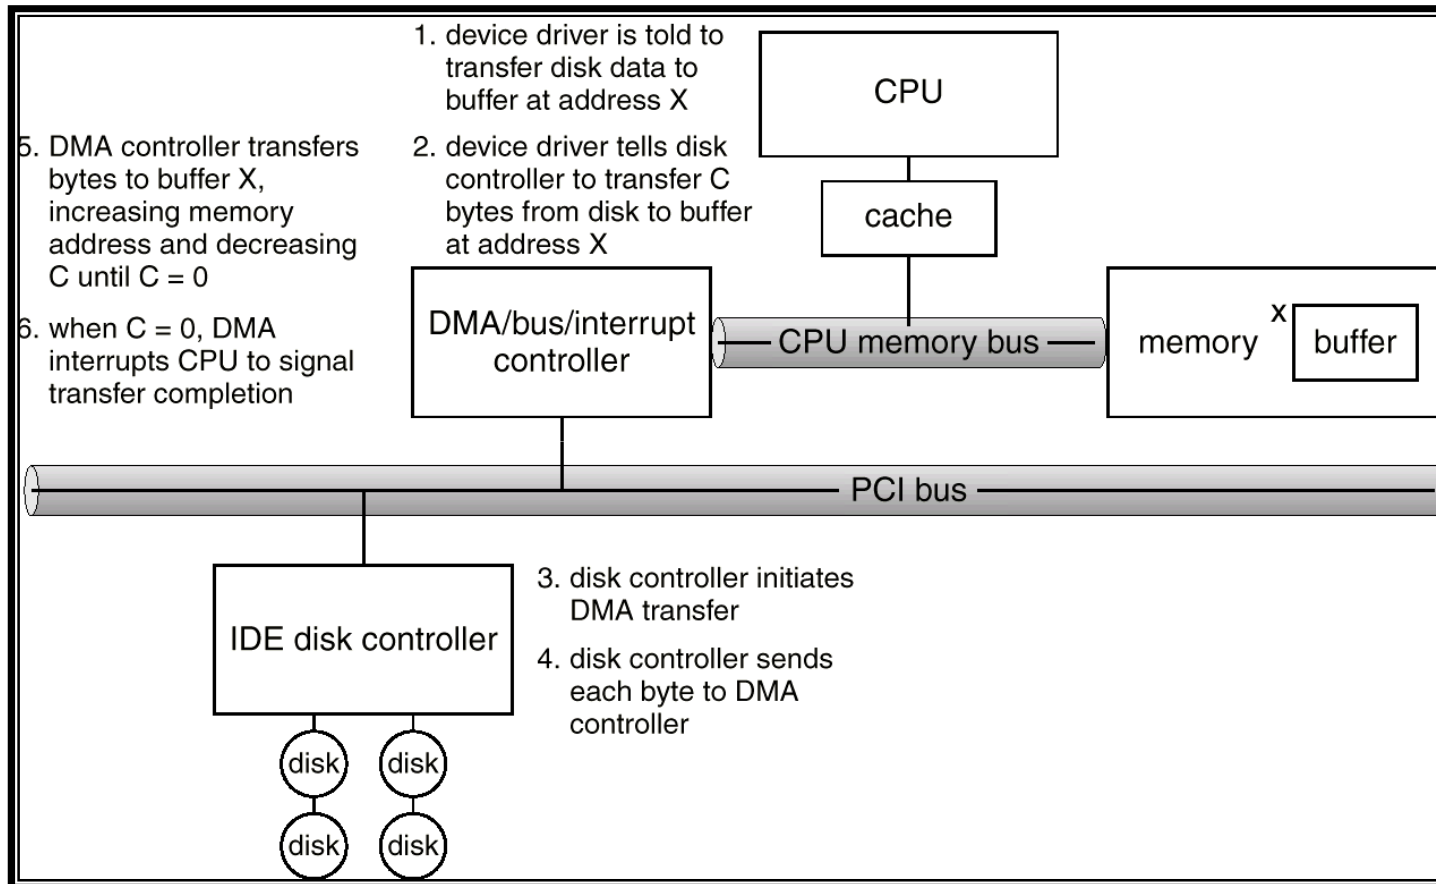 1. device driver is told to
transfer disk data to
buffer at address X
2. device driver tells disk
controller to transfer C
bytes from disk to buffer
at address X
5. DMA controller transfers
bytes to buffer X,
increasing memory
address and decreasing
C until C = 0
6. when C = 0, DMA
interrupts CPU to signal
transfer completion
CPU
cache
DMA/bus/interrupt
controller
CPU memory bus
memory
x
buffer
PCI bus
IDE disk controller
3. disk controller initiates
DMA transfer
4. disk controller sends
each byte to DMA
controller
disk
disk
disk
disk